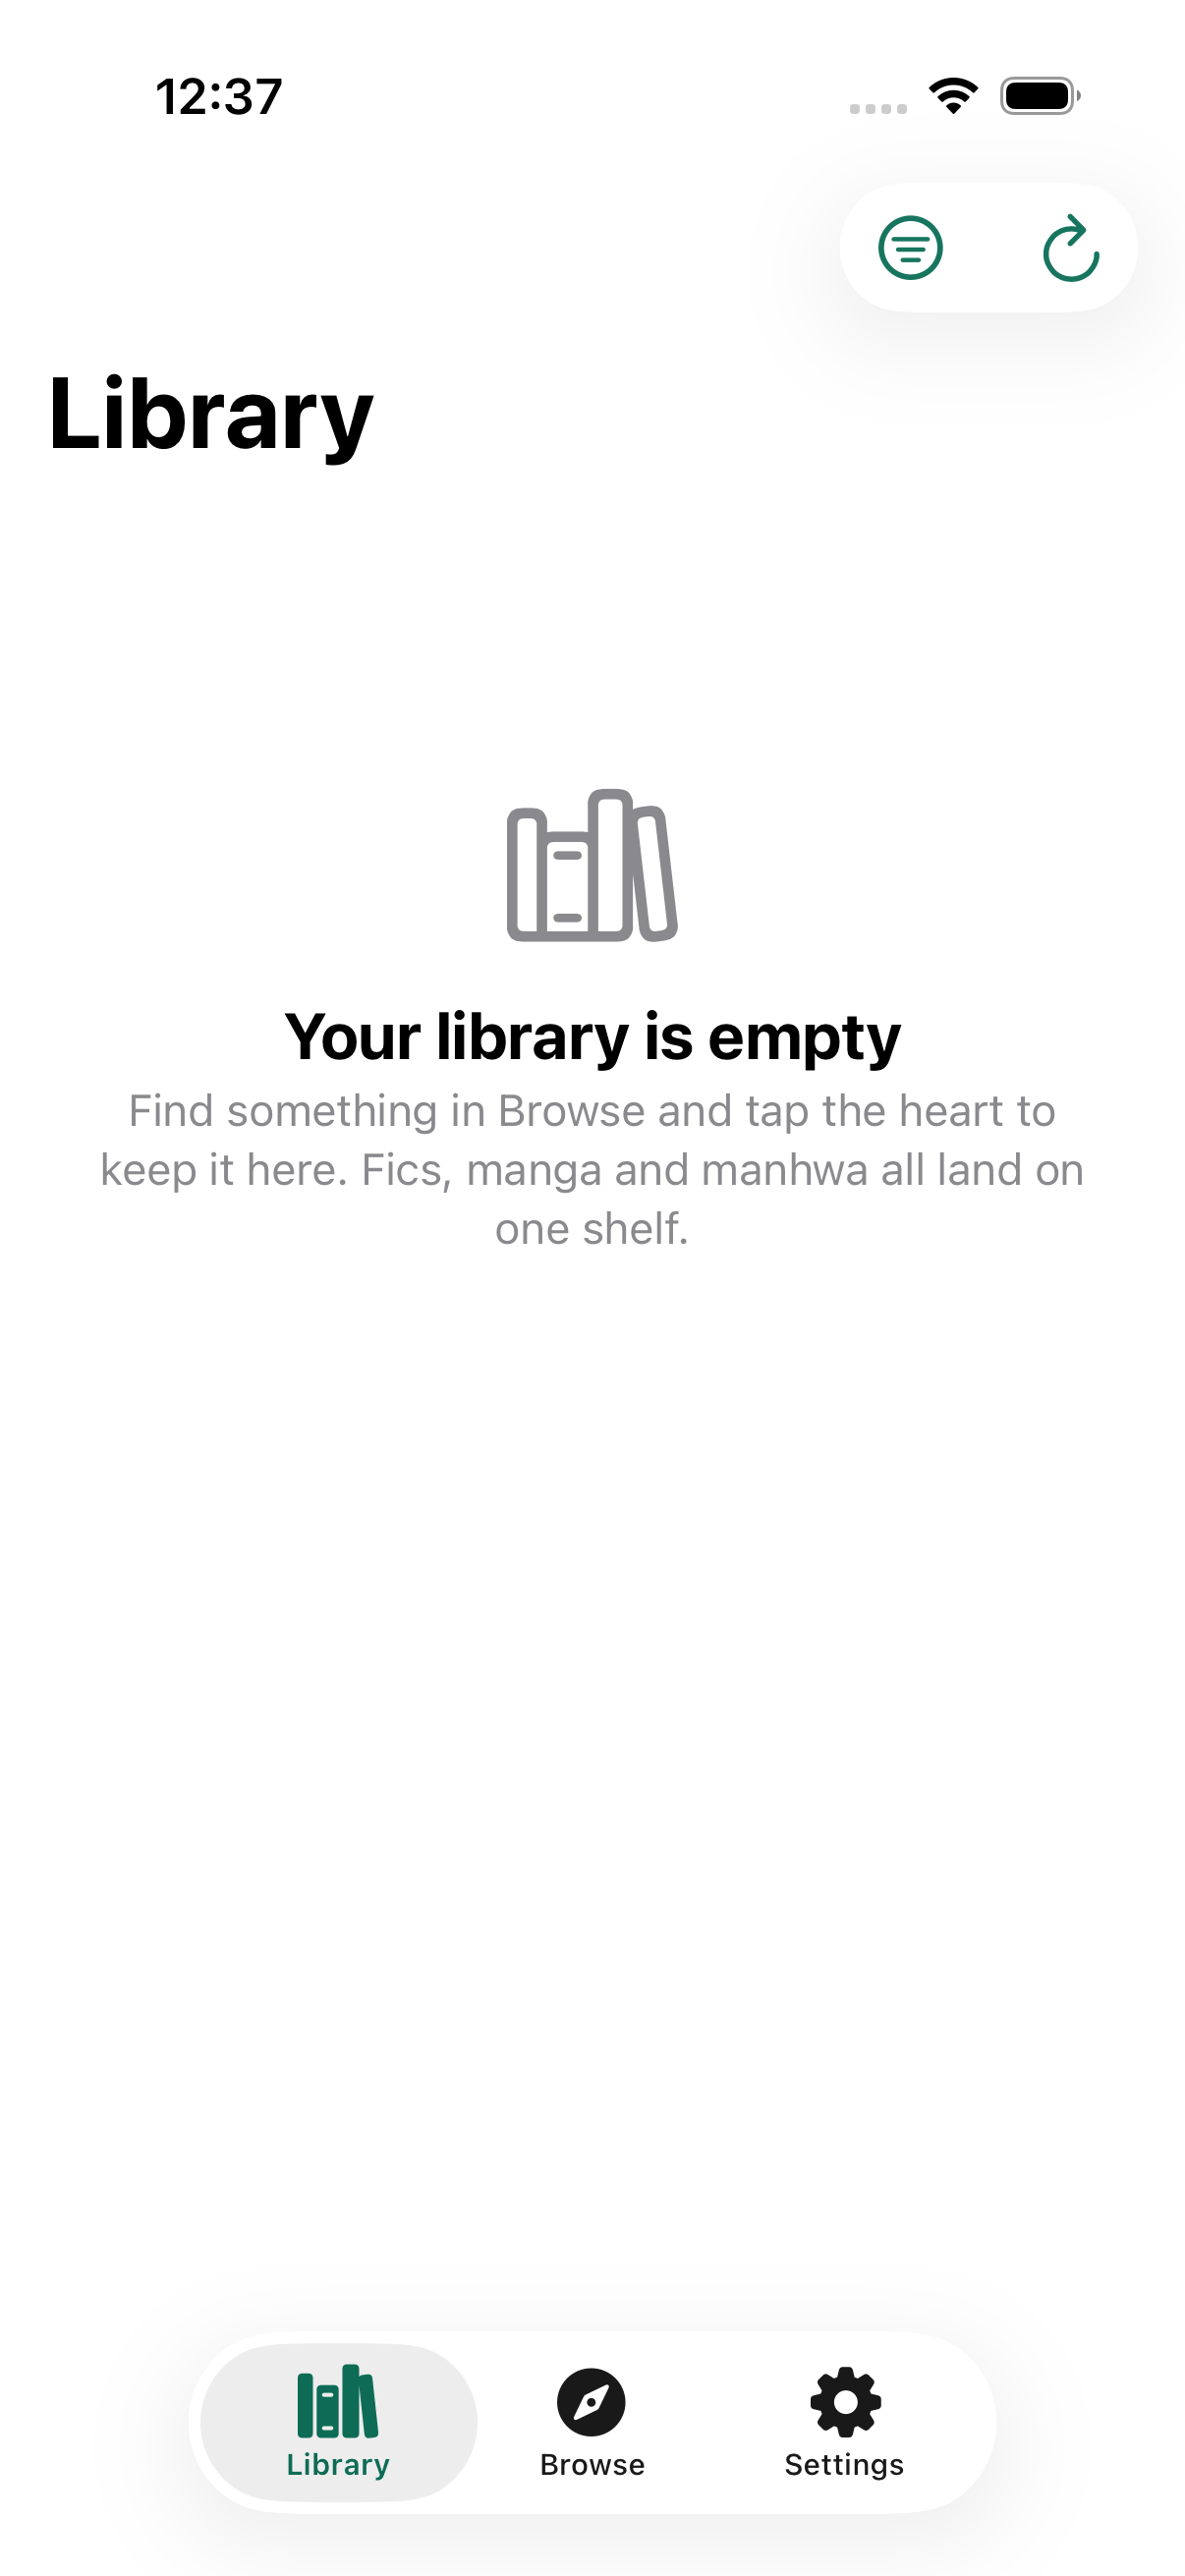 12:37
Library
Your library is empty
Find something in Browse and tap the heart to
keep it here. Fics, manga and manhwa all land on
one shelf.
Library
Browse
Settings